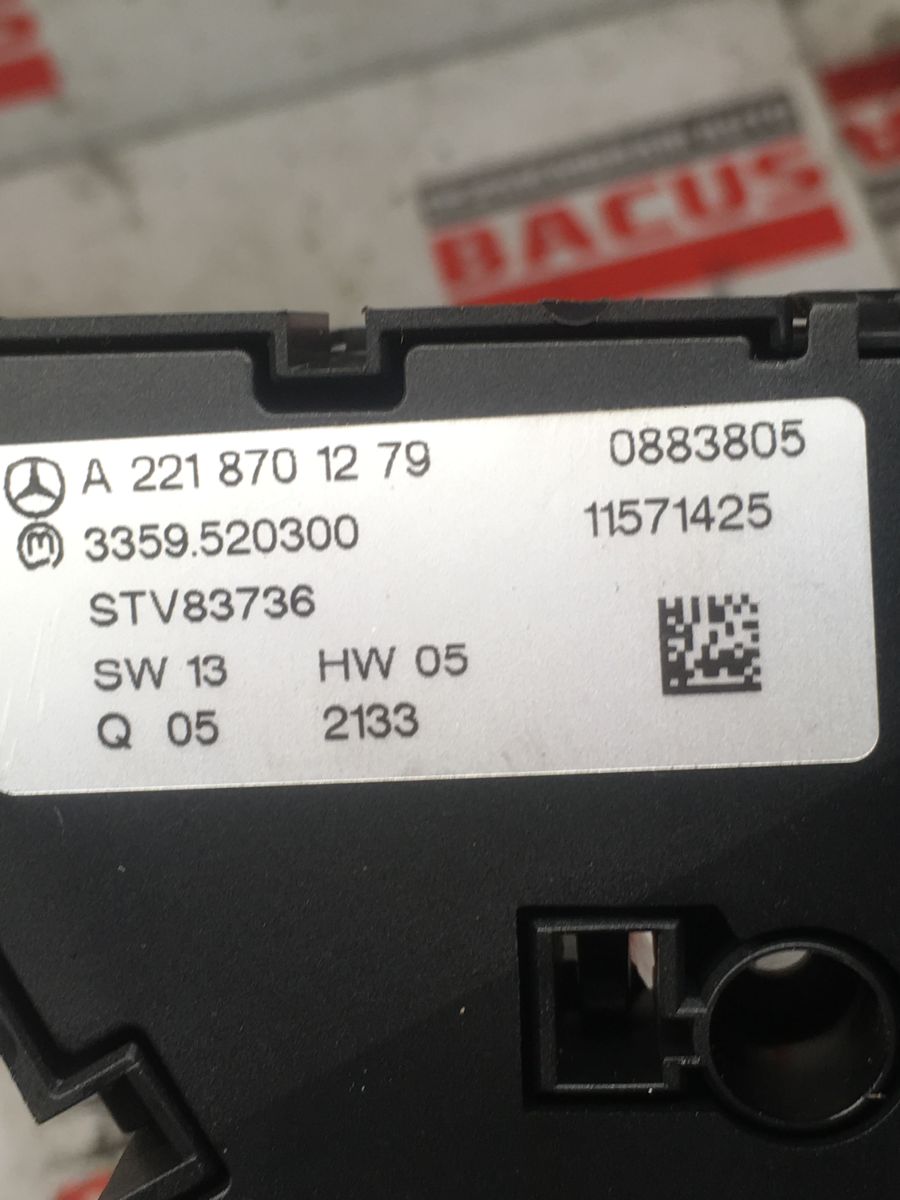 BACUS
A 221 870 12 79 0883805
3359.520300 11571425
STV83736
SW 13 HW 05
Q 05 2133